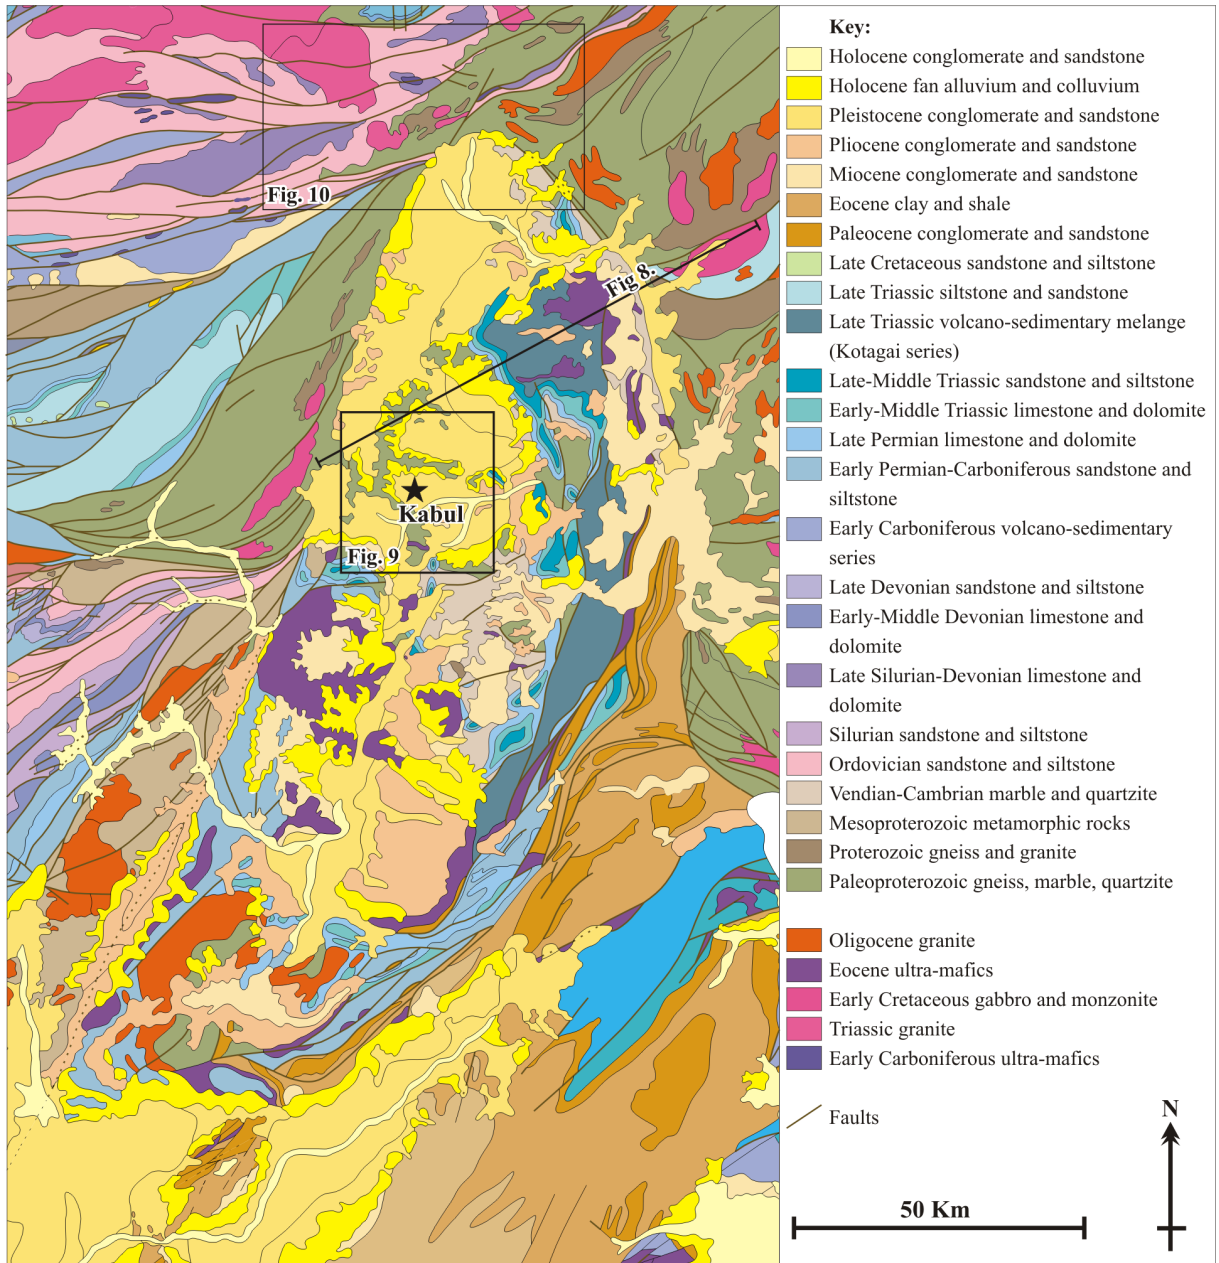 Key:
Holocene conglomerate and sandstone
Holocene fan alluvium and colluvium
Pleistocene conglomerate and sandstone
Pliocene conglomerate and sandstone
Miocene conglomerate and sandstone
Eocene clay and shale
Paleocene conglomerate and sandstone
Late Cretaceous sandstone and siltstone
Late Triassic siltstone and sandstone
Late Triassic volcano-sedimentary melange
(Kotagai series)
Late-Middle Triassic sandstone and siltstone
Early-Middle Triassic limestone and dolomite
Late Permian limestone and dolomite
Early Permian-Carboniferous sandstone and
siltstone
Early Carboniferous volcano-sedimentary
series
Late Devonian sandstone and siltstone
Early-Middle Devonian limestone and
dolomite
Late Silurian-Devonian limestone and
dolomite
Silurian sandstone and siltstone
Ordovician sandstone and siltstone
Vendian-Cambrian marble and quartzite
Mesoproterozoic metamorphic rocks
Proterozoic gneiss and granite
Paleoproterozoic gneiss, marble, quartzite
Oligocene granite
Eocene ultra-mafics
Early Cretaceous gabbro and monzonite
Triassic granite
Early Carboniferous ultra-mafics
Faults
N
50 Km
Fig. 10
Fig 8.
Kabul
Fig. 9